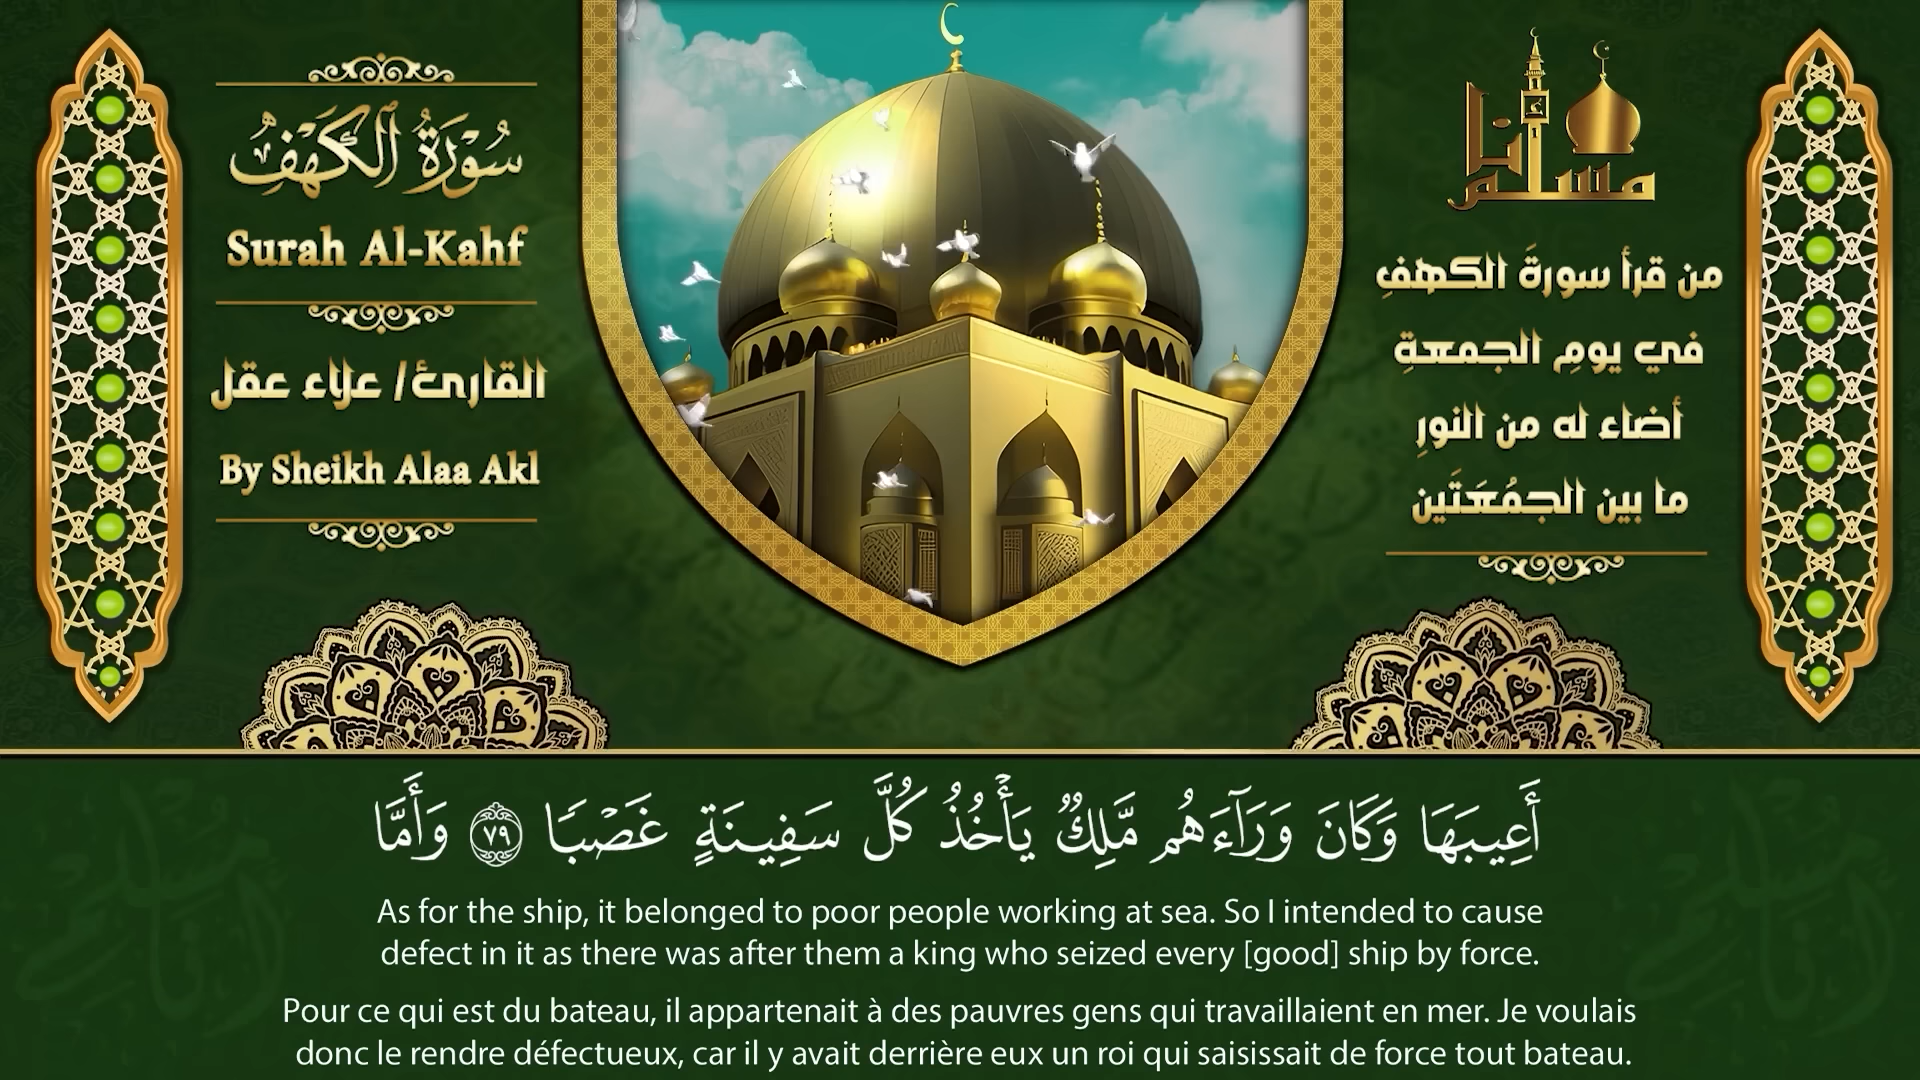 سُورَةُ الكَهْفِ
Surah Al-Kahf
القارئ / علاء عقل
By Sheikh Alaa Akl
أنا مسلم
من قرأ سورةَ الكهفِ
في يومِ الجمعةِ
أضاء له من النورِ
ما بين الجمُعَتَين
أَعِيبَهَا وَكَانَ وَرَآءَهُم مَّلِكٌ يَأْخُذُ كُلَّ سَفِينَةٍ غَصْبًا ٧٩ وَأَمَّا
As for the ship, it belonged to poor people working at sea. So I intended to cause
defect in it as there was after them a king who seized every [good] ship by force.
Pour ce qui est du bateau, il appartenait à des pauvres gens qui travaillaient en mer. Je voulais
donc le rendre défectueux, car il y avait derrière eux un roi qui saisissait de force tout bateau.